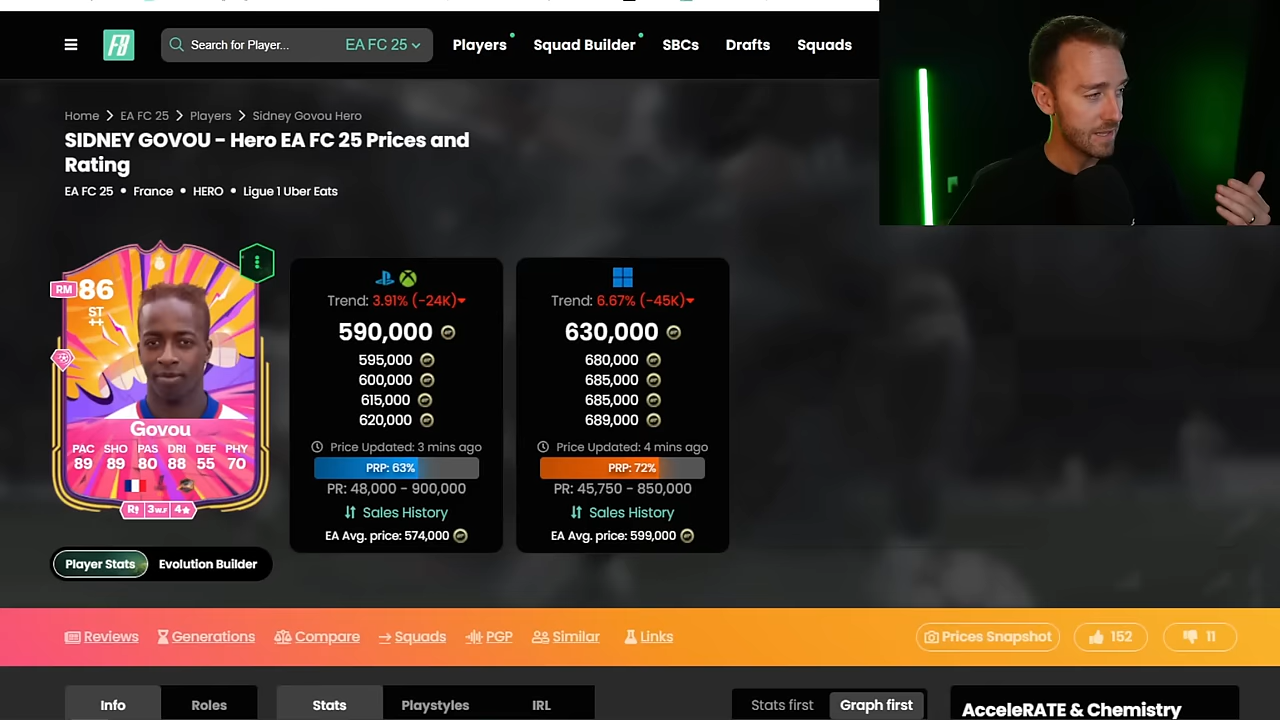 FB
Search for Player...
EA FC 25
Players
Squad Builder
SBCs
Drafts
Squads
Home > EA FC 25 > Players > Sidney Govou Hero
SIDNEY GOVOU - Hero EA FC 25 Prices and
Rating
EA FC 25 • France • HERO • Ligue 1 Uber Eats
RM 86
ST
++
Govou
PAC SHO PAS DRI DEF PHY
89 89 80 88 55 70
R 3 W.F 4★
Trend: 3.91% (-24K)
590,000
595,000
600,000
615,000
620,000
Price Updated: 3 mins ago
PRP: 63%
PR: 48,000 - 900,000
Sales History
EA Avg. price: 574,000
Trend: 6.67% (-45K)
630,000
680,000
685,000
685,000
689,000
Price Updated: 4 mins ago
PRP: 72%
PR: 45,750 - 850,000
Sales History
EA Avg. price: 599,000
Player Stats
Evolution Builder
Reviews
Generations
Compare
Squads
PGP
Similar
Links
Prices Snapshot
152
11
Info
Roles
Stats
Playstyles
IRL
Stats first
Graph first
AcceleRATE & Chemistry